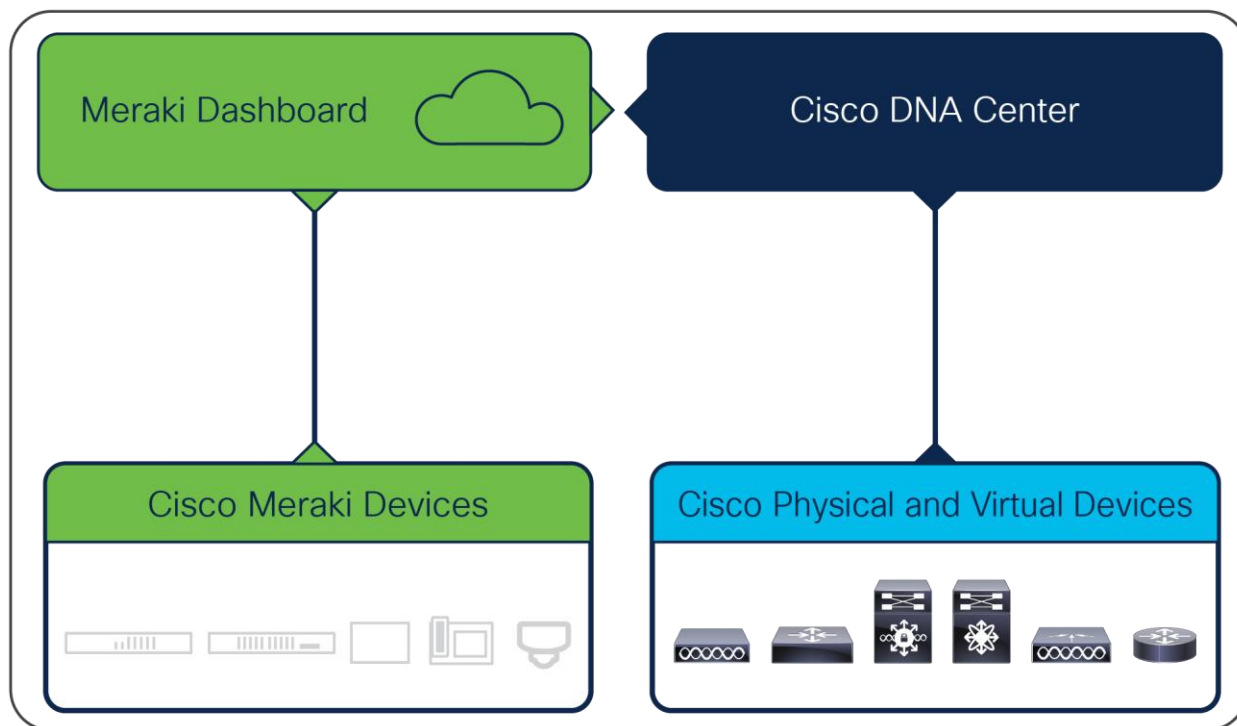 Meraki Dashboard
Cisco DNA Center
Cisco Meraki Devices
Cisco Physical and Virtual Devices